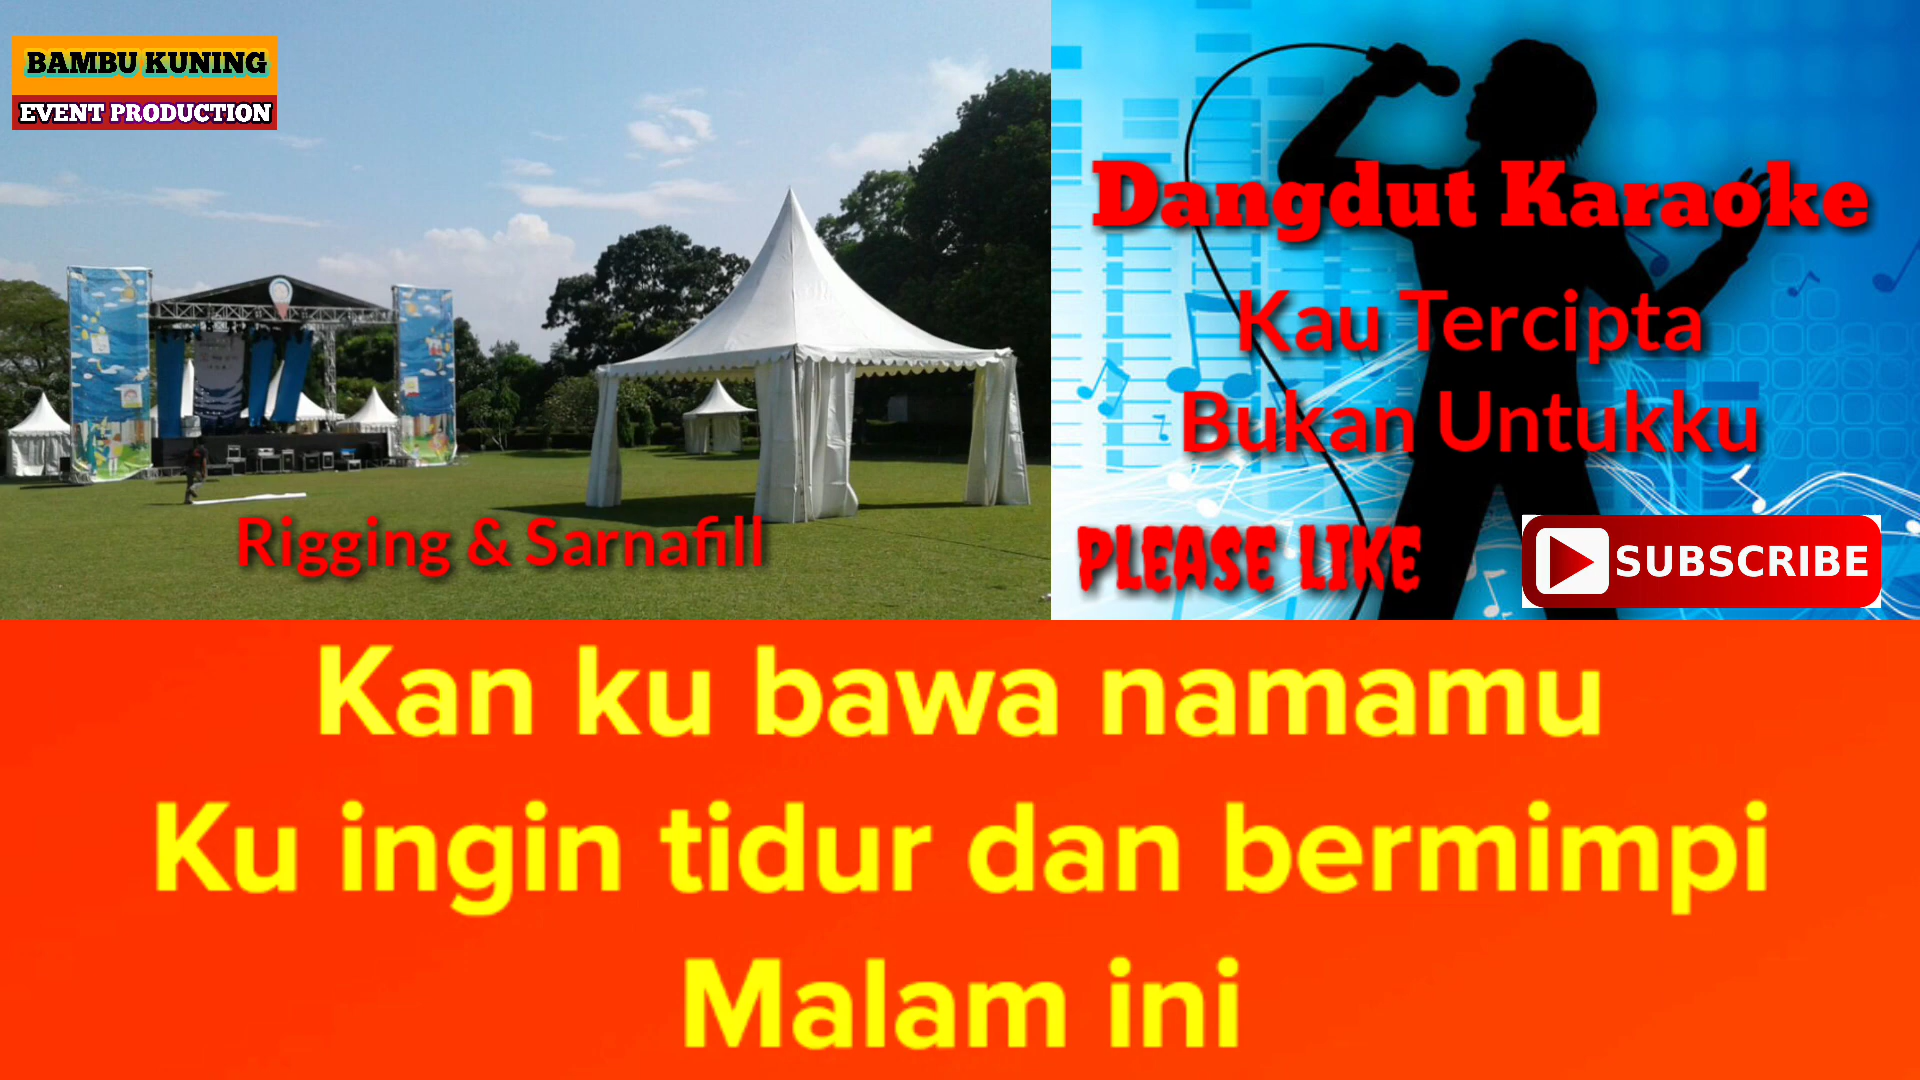 BAMBU KUNING
EVENT PRODUCTION
Rigging & Sarnafill
Dangdut Karaoke
Kau Tercipta
Bukan Untukku
PLEASE LIKE
SUBSCRIBE
Kan ku bawa namamu
Ku ingin tidur dan bermimpi
Malam ini